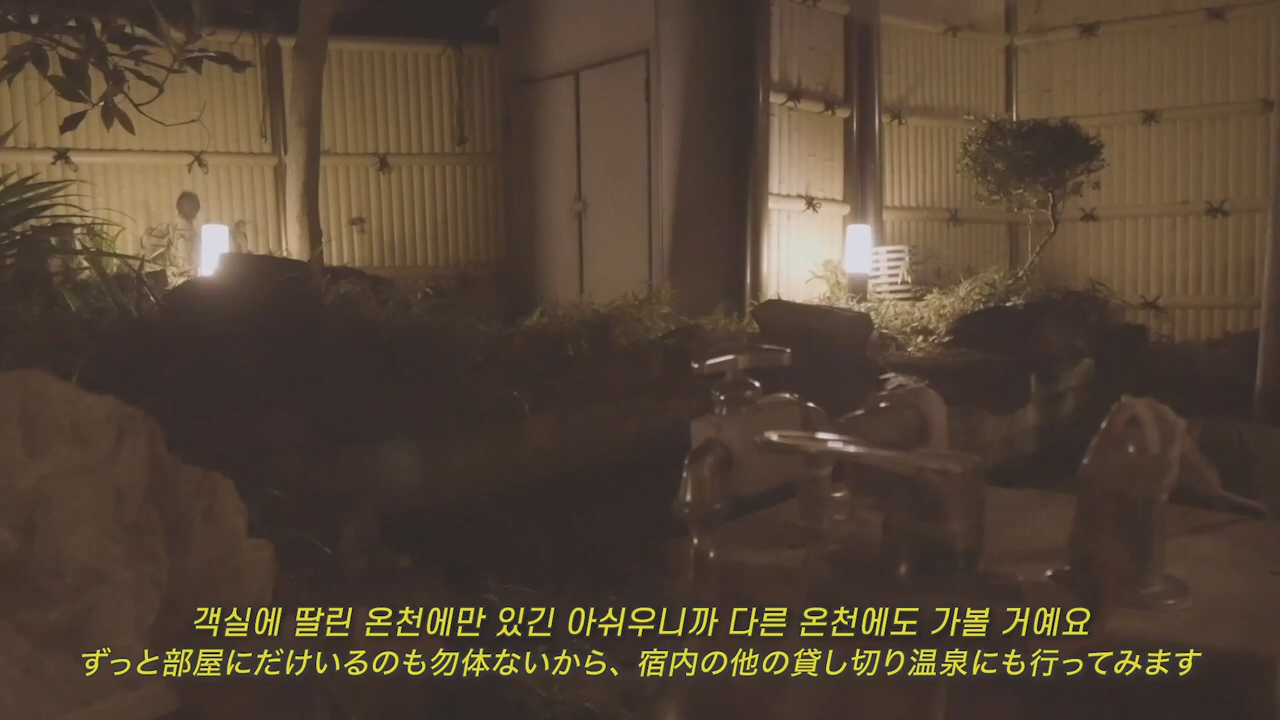 객실에 딸린 온천에만 있긴 아쉬우니까 다른 온천에도 가볼 거예요
ずっと部屋にだけいるのも勿体ないから、宿内の他の貸し切り温泉にも行ってみます